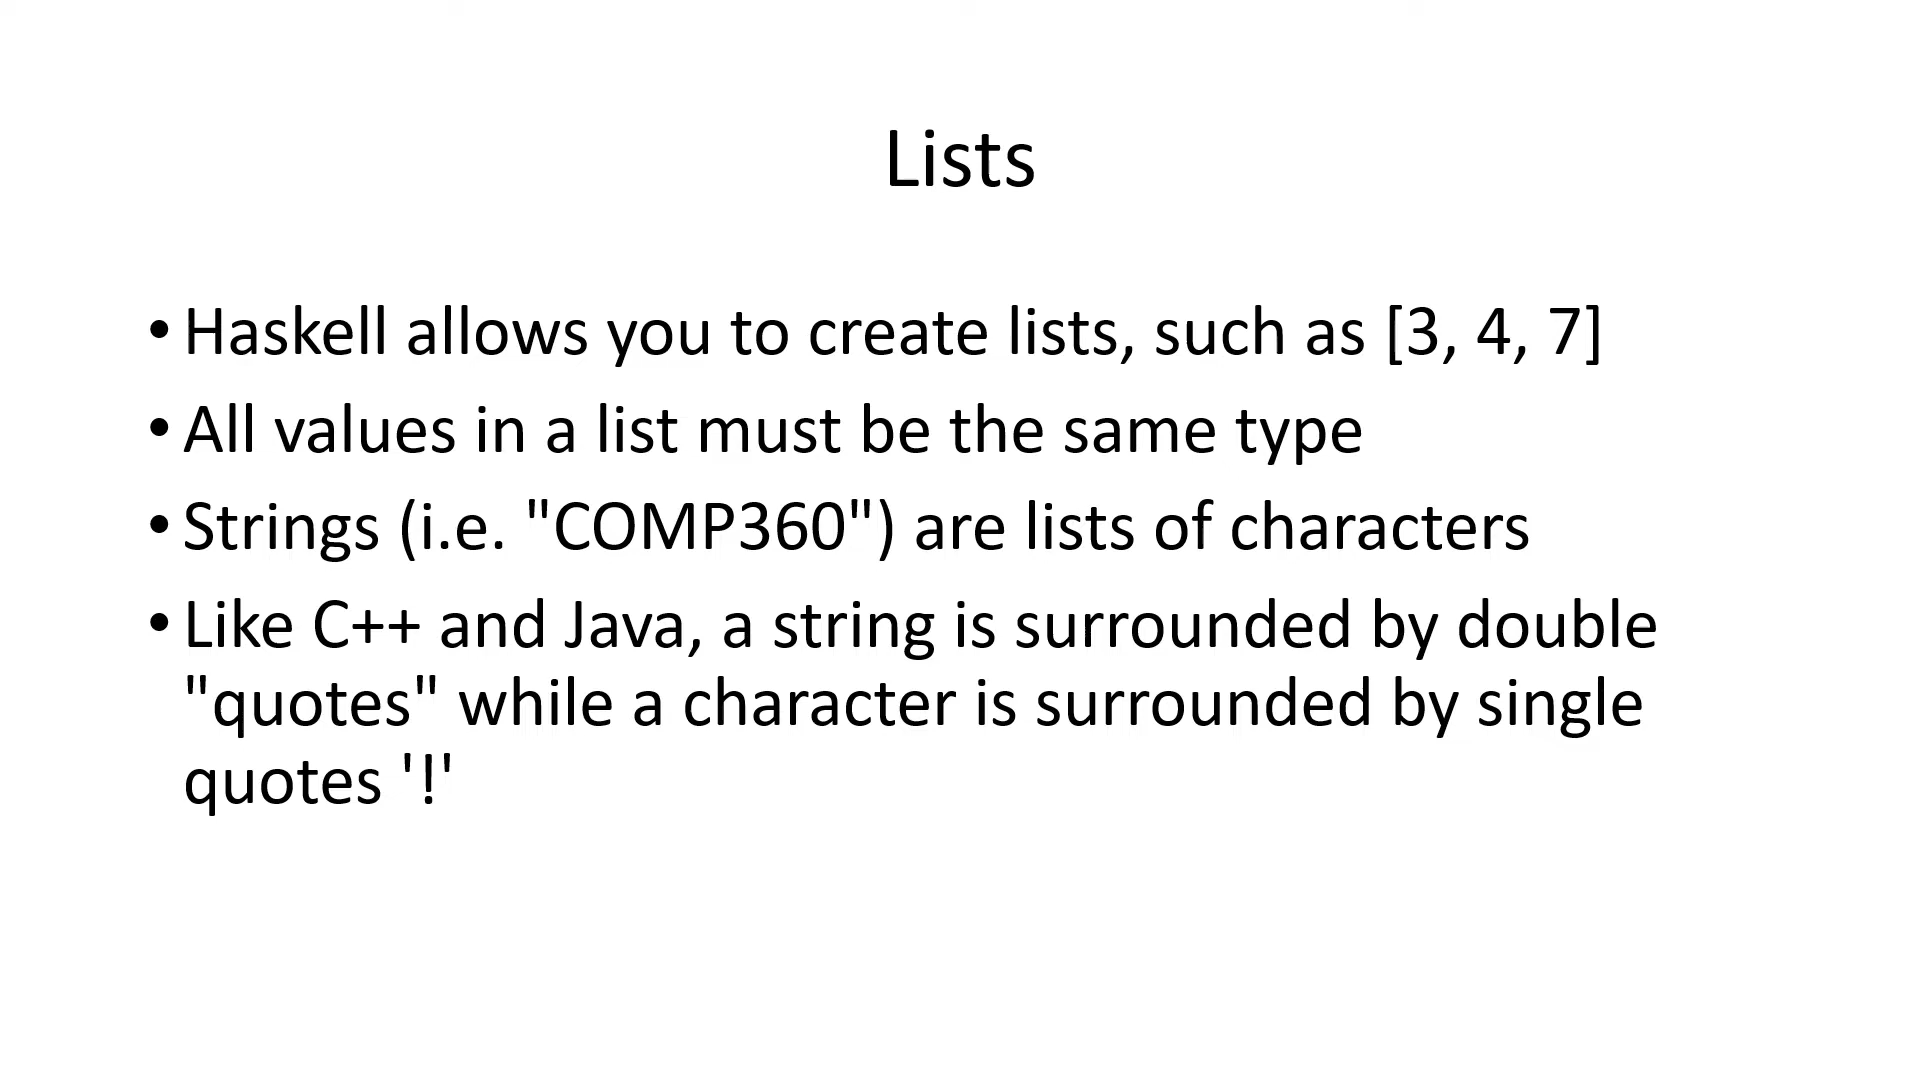 Lists
• Haskell allows you to create lists, such as [3, 4, 7]
• All values in a list must be the same type
• Strings (i.e. "COMP360") are lists of characters
• Like C++ and Java, a string is surrounded by double
"quotes" while a character is surrounded by single
quotes '!'